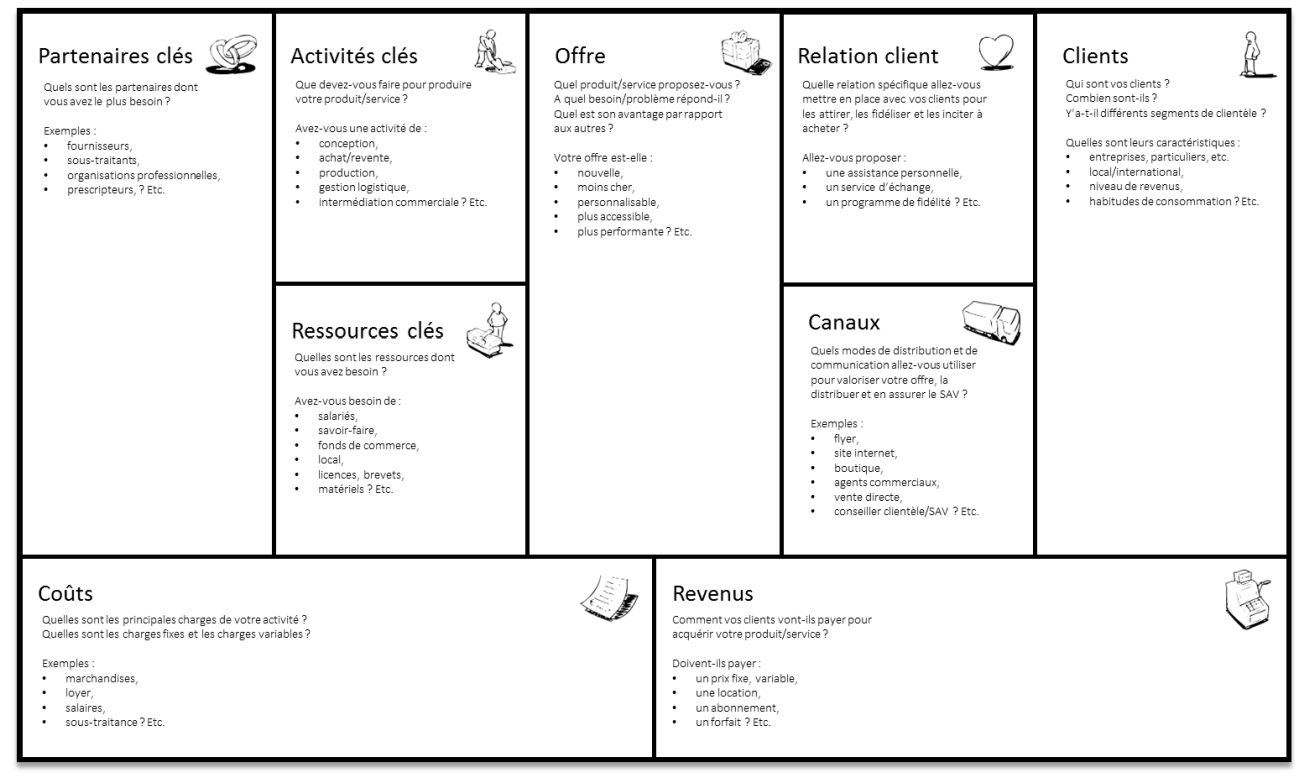 Partenaires clés
Quels sont les partenaires dont
vous avez le plus besoin ?
Exemples :
• fournisseurs,
• sous-traitants,
• organisations professionnelles,
• prescripteurs, ? Etc.
Activités clés
Que devez-vous faire pour produire
votre produit/service ?
Avez-vous une activité de :
• conception,
• achat/revente,
• production,
• gestion logistique,
• intermédiation commerciale ? Etc.
Ressources clés
Quelles sont les ressources dont
vous avez besoin ?
Avez-vous besoin de :
• salariés,
• savoir-faire,
• fonds de commerce,
• local,
• licences, brevets,
• matériels ? Etc.
Offre
Quel produit/service proposez-vous ?
A quel besoin/problème répond-il ?
Quel est son avantage par rapport
aux autres ?
Votre offre est-elle :
• nouvelle,
• moins cher,
• personnalisable,
• plus accessible,
• plus performante ? Etc.
Relation client
Quelle relation spécifique allez-vous
mettre en place avec vos clients pour
les attirer, les fidéliser et les inciter à
acheter ?
Allez-vous proposer :
• une assistance personnelle,
• un service d'échange,
• un programme de fidélité ? Etc.
Canaux
Quels modes de distribution et de
communication allez-vous utiliser
pour valoriser votre offre, la
distribuer et en assurer le SAV ?
Exemples :
• flyer,
• site internet,
• boutique,
• agents commerciaux,
• vente directe,
• conseiller clientèle/SAV ? Etc.
Clients
Qui sont vos clients ?
Combien sont-ils ?
Y'a-t-il différents segments de clientèle ?
Quelles sont leurs caractéristiques :
• entreprises, particuliers, etc.
• local/international,
• niveau de revenus,
• habitudes de consommation ? Etc.
Coûts
Quelles sont les principales charges de votre activité ?
Quelles sont les charges fixes et les charges variables ?
Exemples :
• marchandises,
• loyer,
• salaires,
• sous-traitance ? Etc.
Revenus
Comment vos clients vont-ils payer pour
acquérir votre produit/service ?
Doivent-ils payer :
• un prix fixe, variable,
• une location,
• un abonnement,
• un forfait ? Etc.